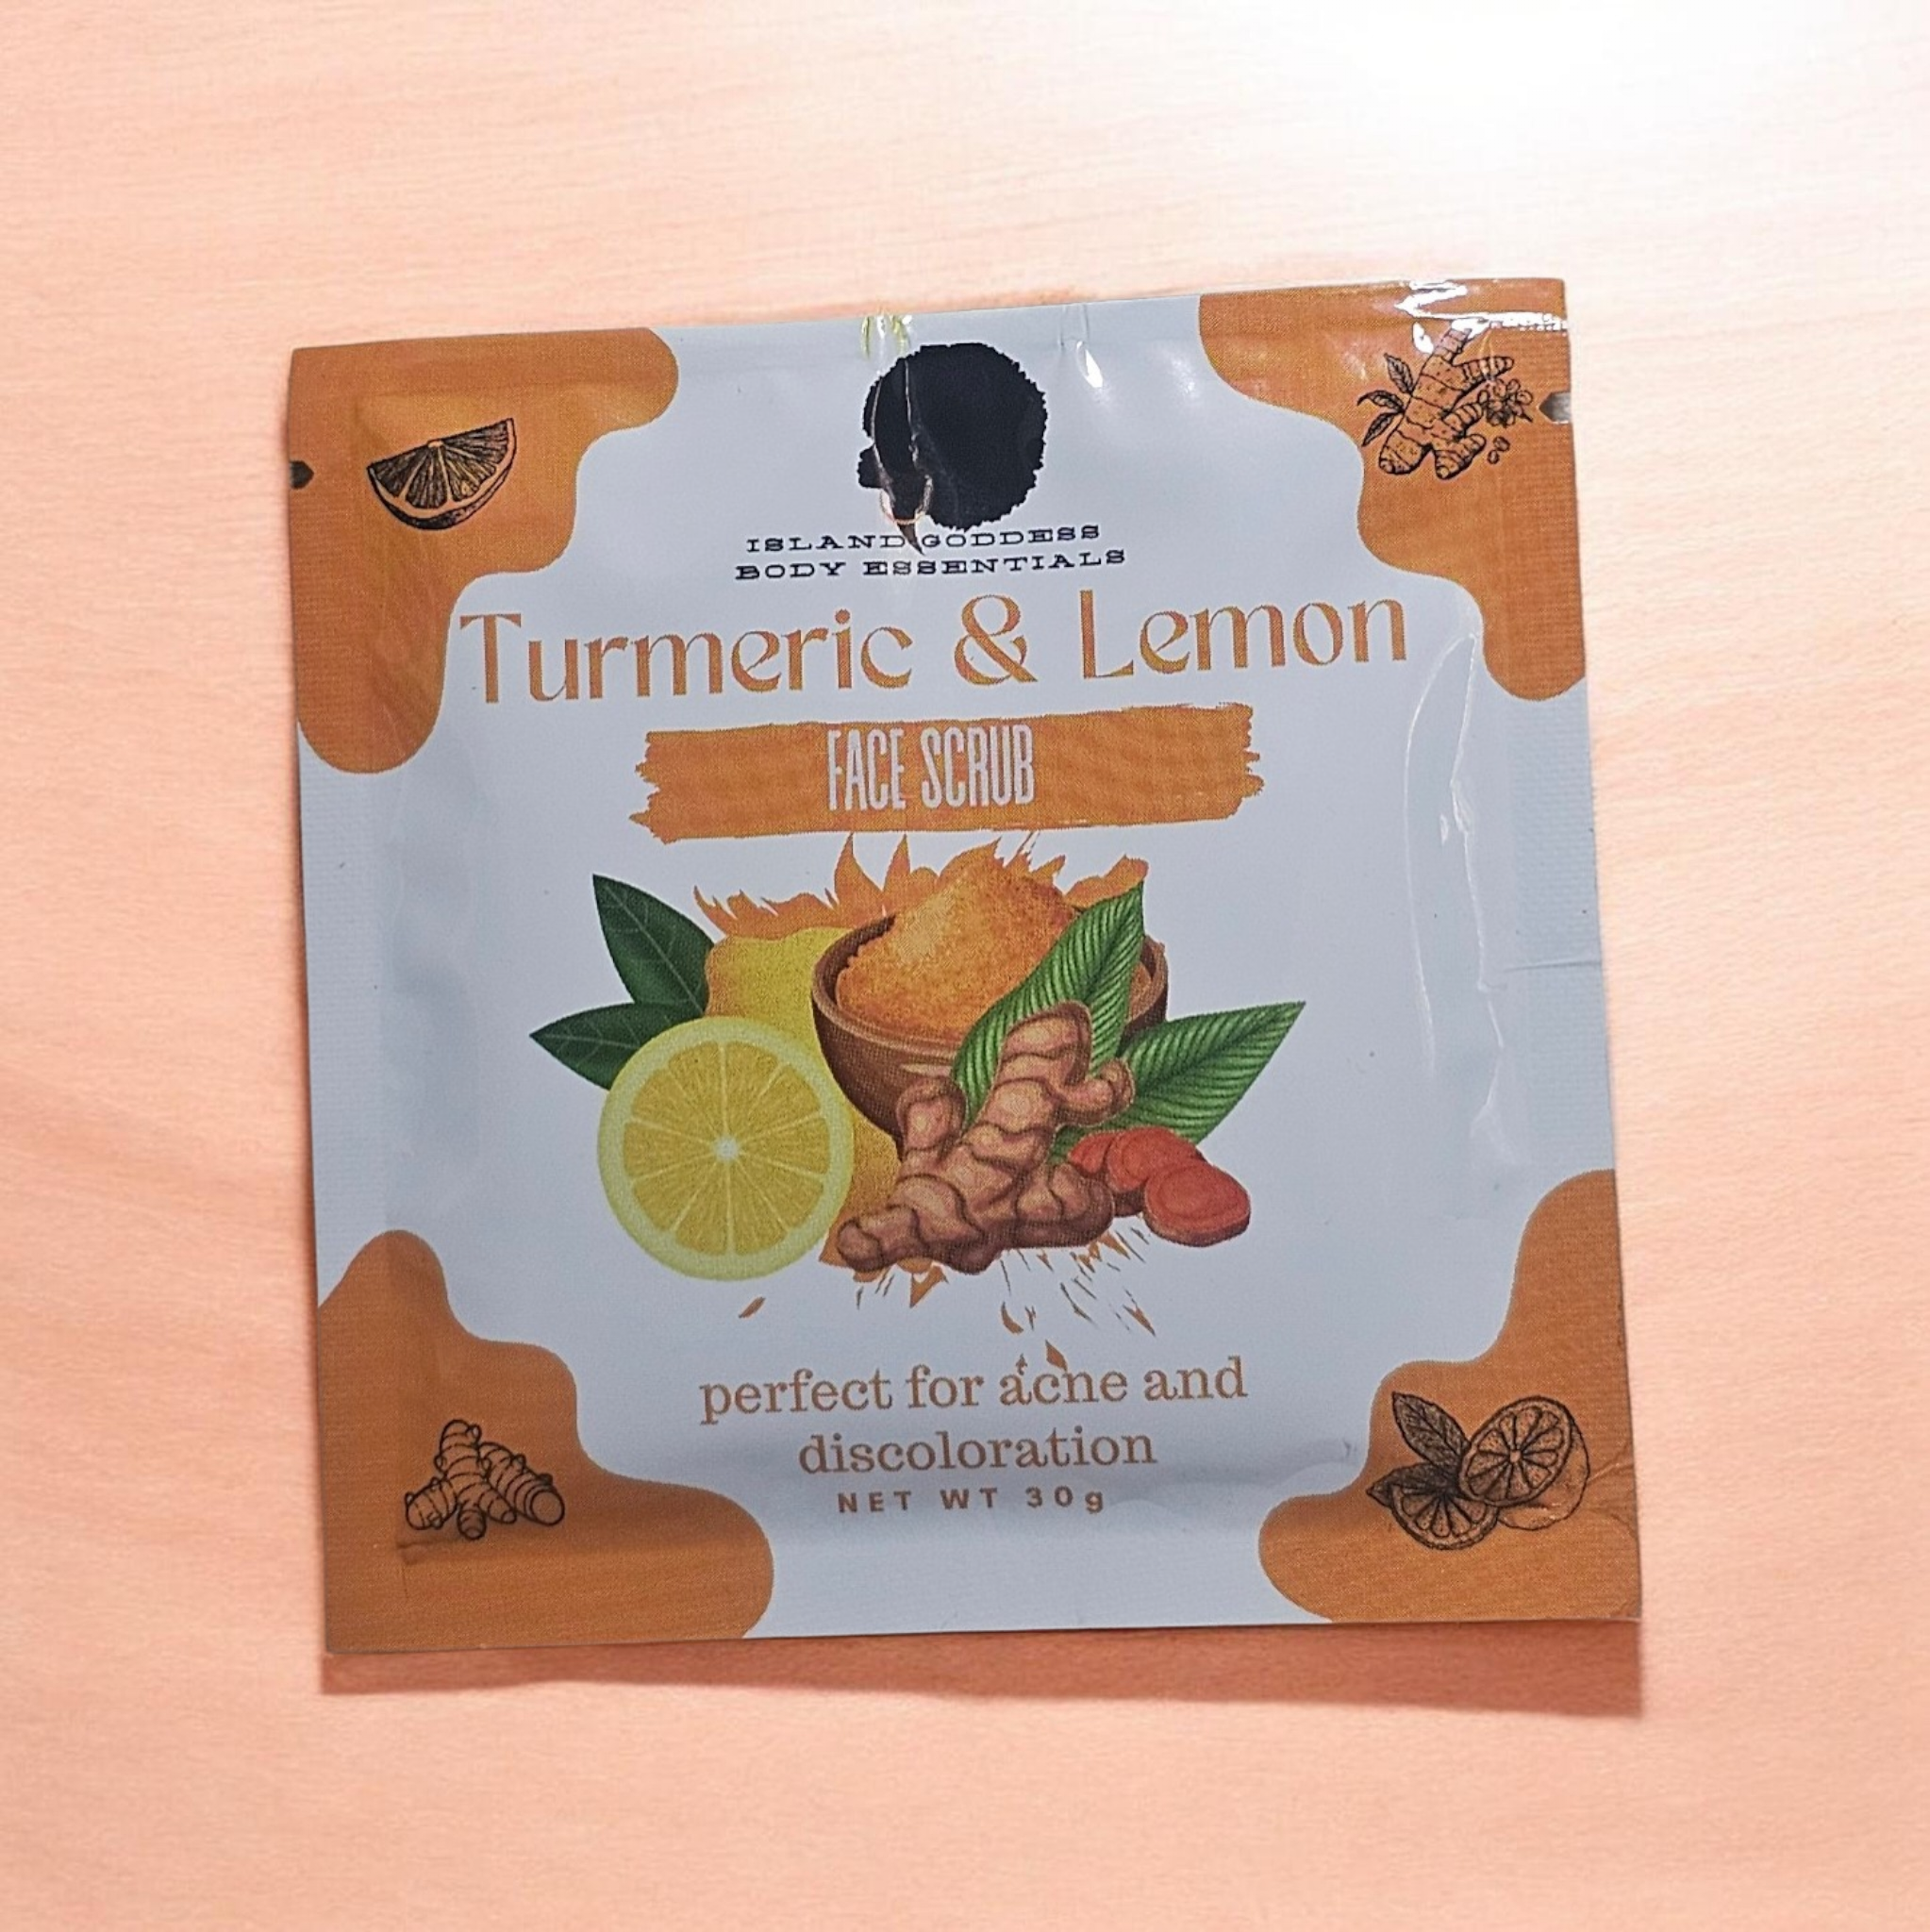 ISLAND GODDESS
BODY ESSENTIALS
Turmeric & Lemon
FACE SCRUB
perfect for acne and
discoloration
NET WT 30g